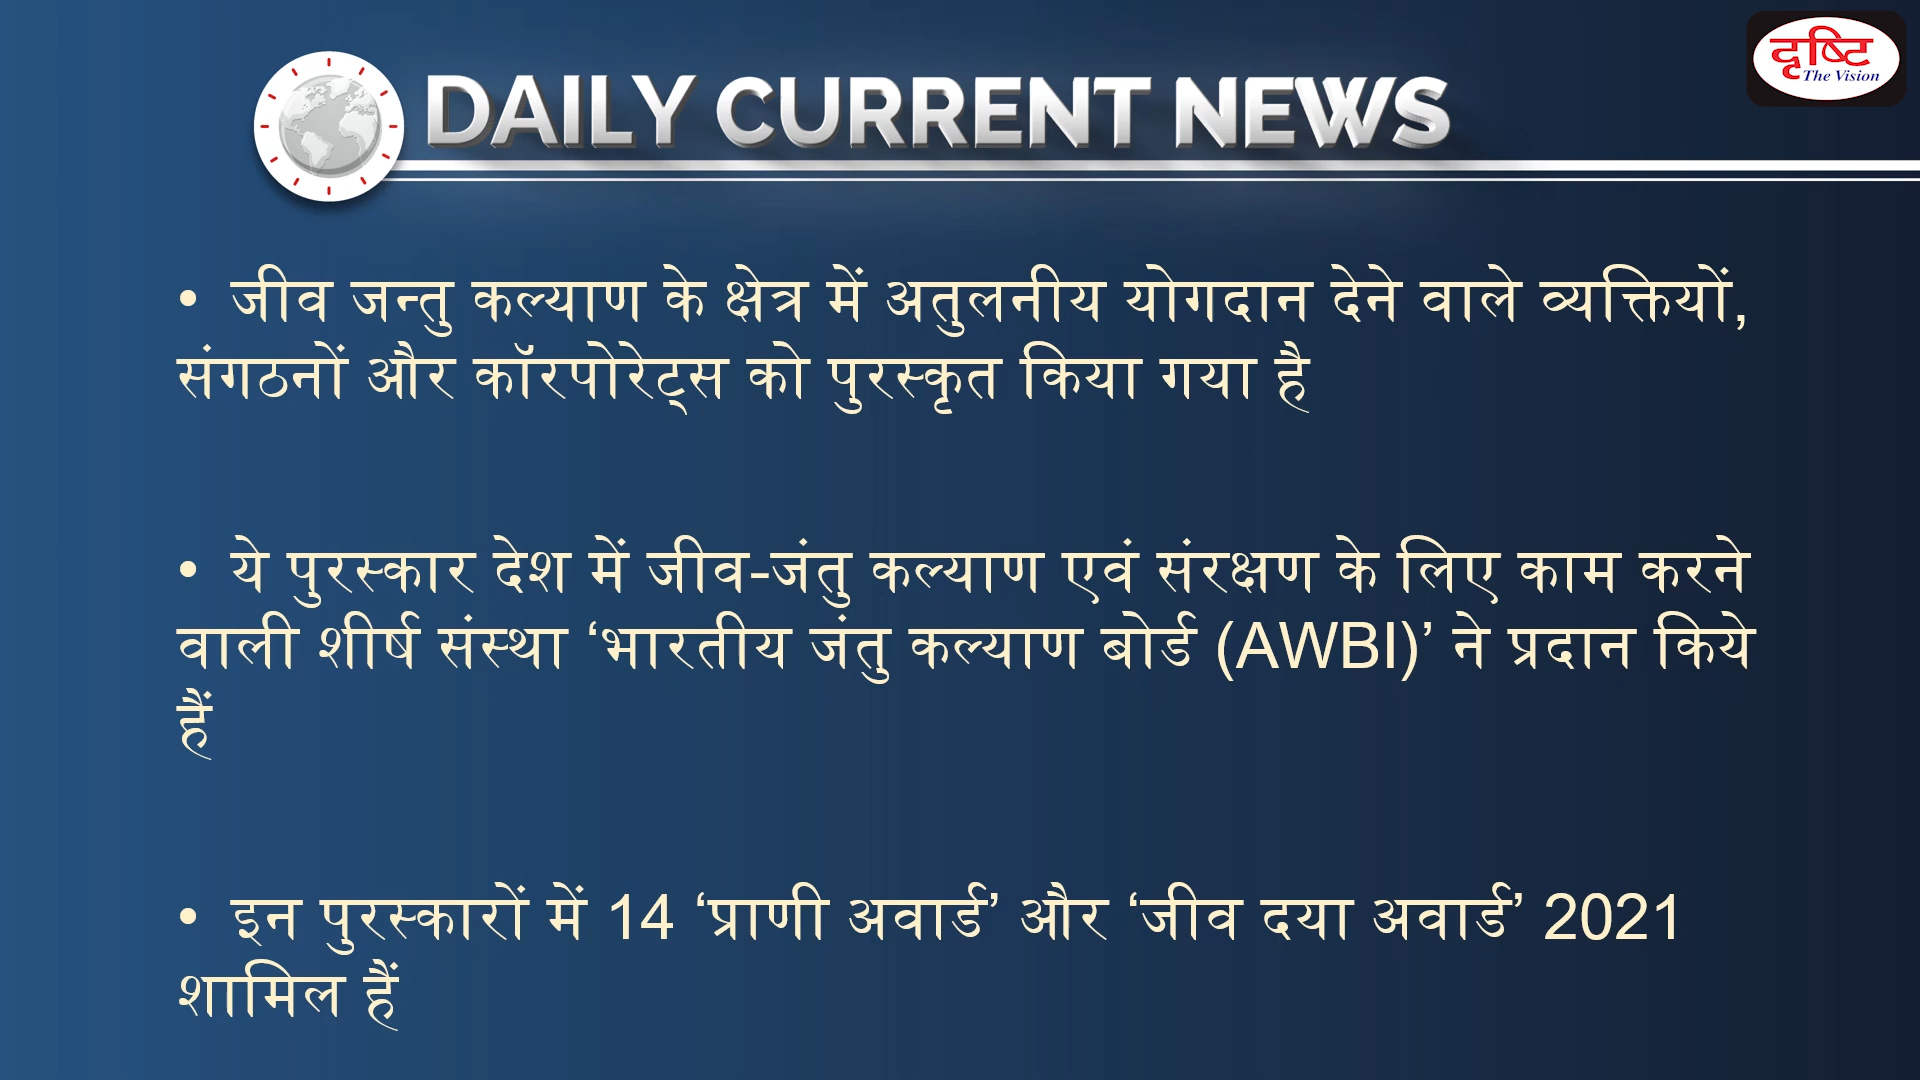 दृष्टि
The Vision
DAILY CURRENT NEWS
• जीव जन्तु कल्याण के क्षेत्र में अतुलनीय योगदान देने वाले व्यक्तियों,
संगठनों और कॉरपोरेट्स को पुरस्कृत किया गया है
• ये पुरस्कार देश में जीव-जंतु कल्याण एवं संरक्षण के लिए काम करने
वाली शीर्ष संस्था ‘भारतीय जंतु कल्याण बोर्ड (AWBI)’ ने प्रदान किये
हैं
• इन पुरस्कारों में 14 ‘प्राणी अवार्ड’ और ‘जीव दया अवार्ड’ 2021
शामिल हैं